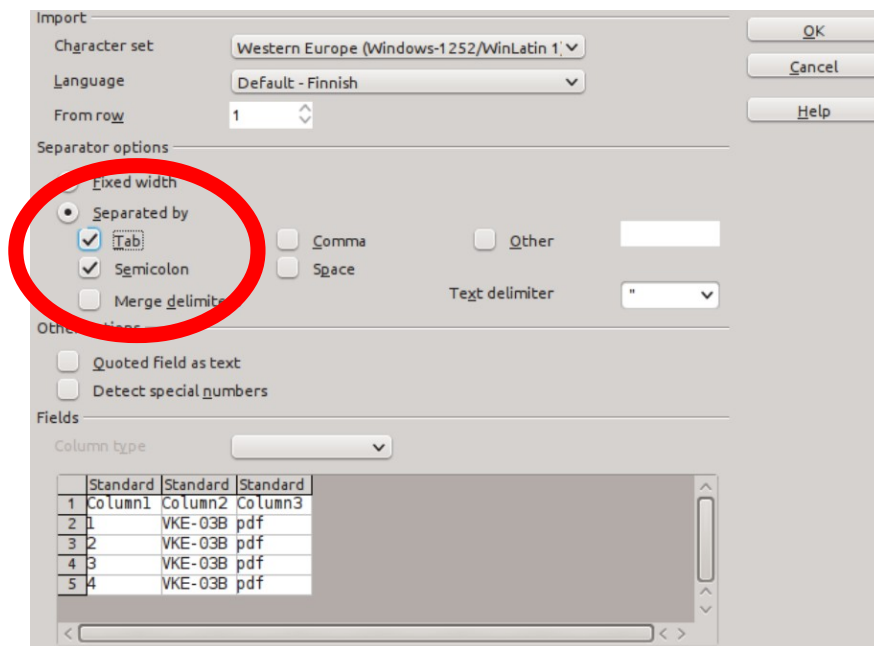 Import
Character set Western Europe (Windows-1252/WinLatin 1) OK
Language Default - Finnish Cancel
From row 1 Help
Separator options
Fixed width
Separated by
Tab Comma Other
Semicolon Space
Merge delimite Text delimiter "
Other options
Quoted field as text
Detect special numbers
Fields
Column type
Standard Standard Standard
1 Column1 Column2 Column3
2 1 VKE-03B pdf
3 2 VKE-03B pdf
4 3 VKE-03B pdf
5 4 VKE-03B pdf